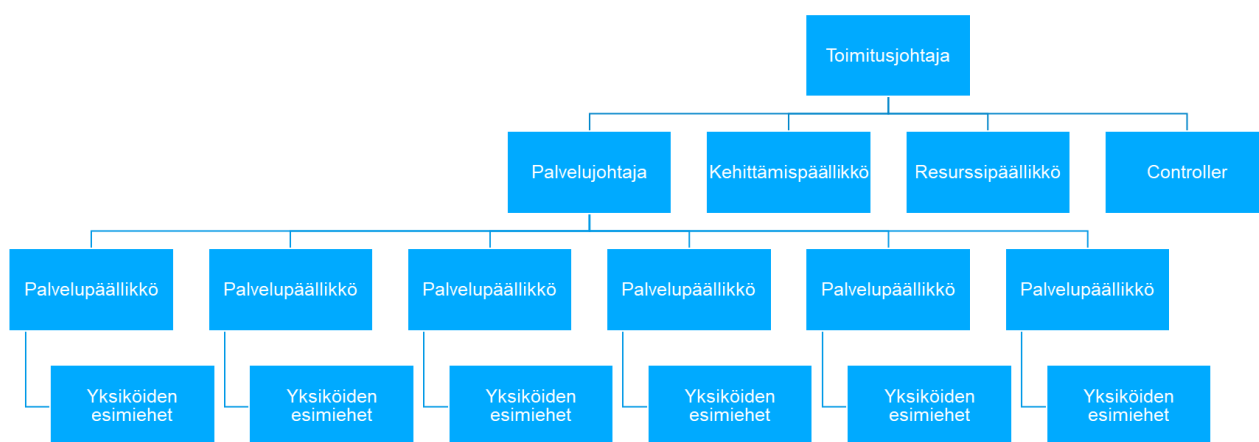 Toimitusjohtaja
Palvelujohtaja
Kehittämispäällikkö
Resurssipäällikkö
Controller
Palvelupäällikkö
Palvelupäällikkö
Palvelupäällikkö
Palvelupäällikkö
Palvelupäällikkö
Palvelupäällikkö
Yksiköiden
esimiehet
Yksiköiden
esimiehet
Yksiköiden
esimiehet
Yksiköiden
esimiehet
Yksiköiden
esimiehet
Yksiköiden
esimiehet